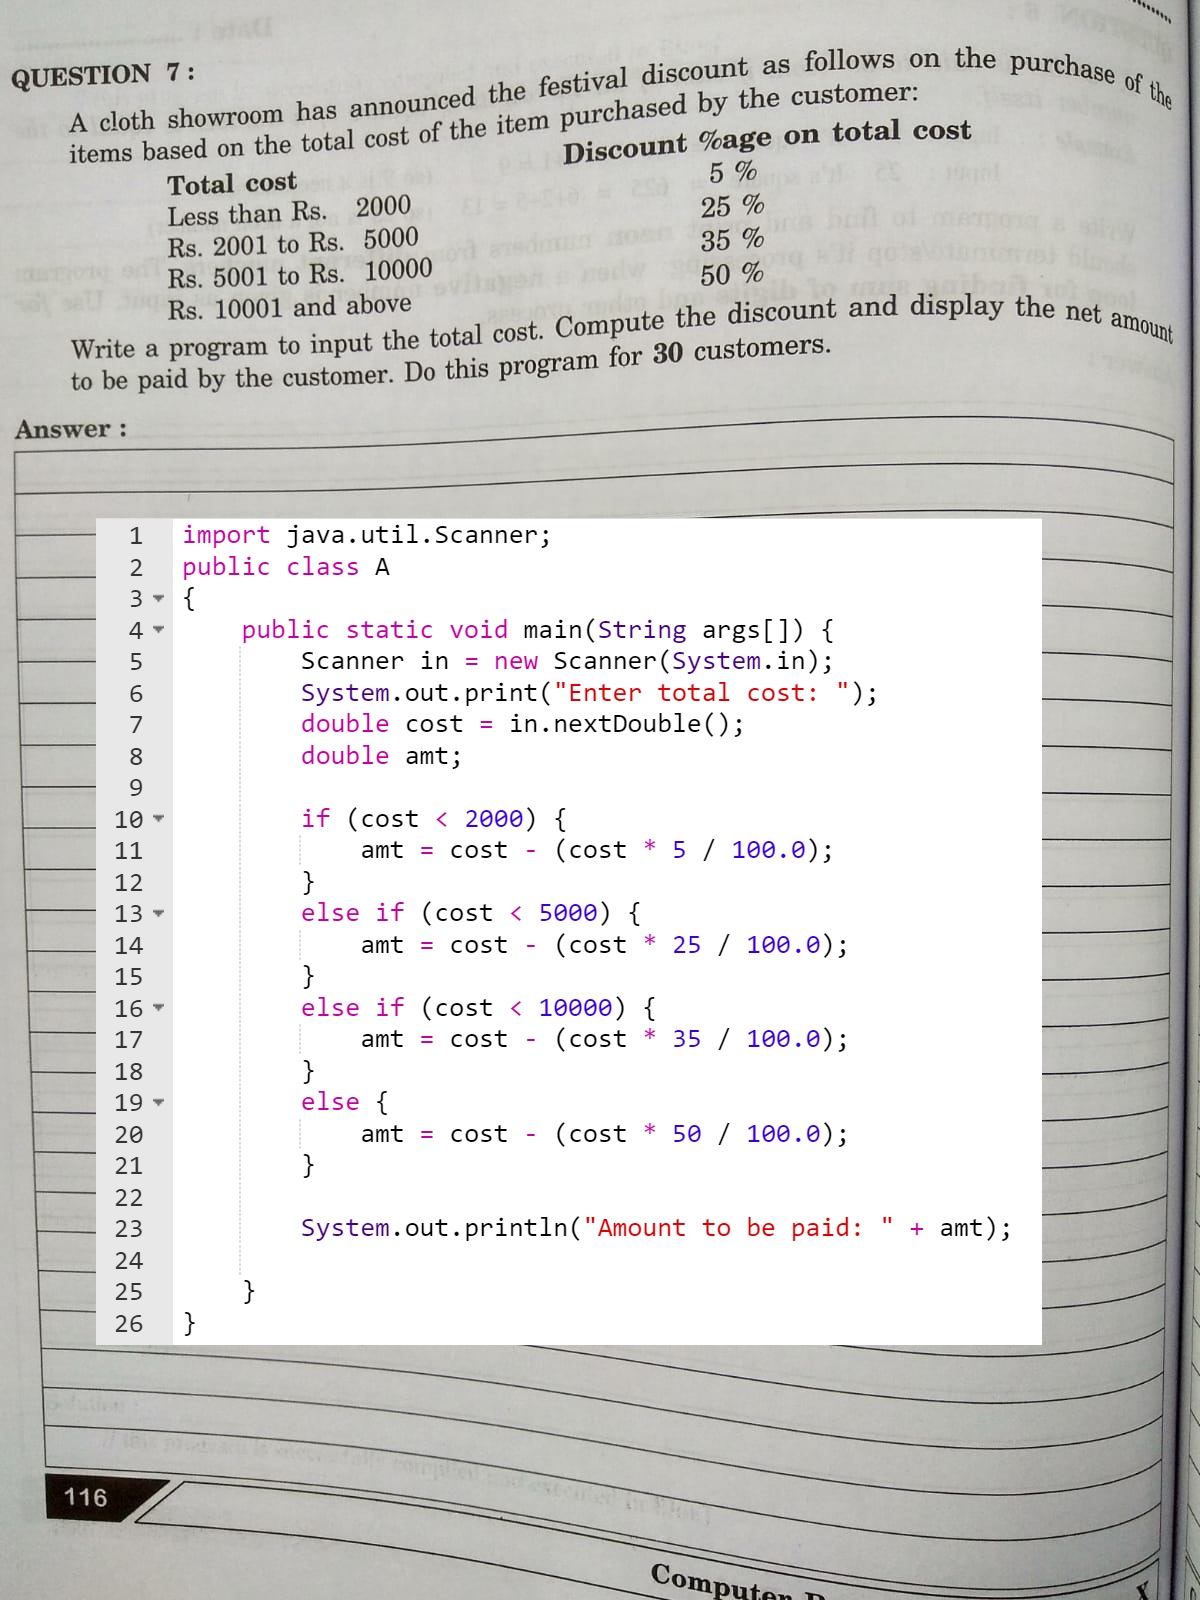 QUESTION 7 :
A cloth showroom has announced the festival discount as follows on the purchase of the
items based on the total cost of the item purchased by the customer:
Total cost Discount %age on total cost
Less than Rs. 2000 5 %
Rs. 2001 to Rs. 5000 25 %
Rs. 5001 to Rs. 10000 35 %
Rs. 10001 and above 50 %
Write a program to input the total cost. Compute the discount and display the net amount
to be paid by the customer. Do this program for 30 customers.
Answer :
1 import java.util.Scanner;
2 public class A
3 {
4 public static void main(String args[]) {
5 Scanner in = new Scanner(System.in);
6 System.out.print("Enter total cost: ");
7 double cost = in.nextDouble();
8 double amt;
9
10 if (cost < 2000) {
11 amt = cost - (cost * 5 / 100.0);
12 }
13 else if (cost < 5000) {
14 amt = cost - (cost * 25 / 100.0);
15 }
16 else if (cost < 10000) {
17 amt = cost - (cost * 35 / 100.0);
18 }
19 else {
20 amt = cost - (cost * 50 / 100.0);
21 }
22
23 System.out.println("Amount to be paid: " + amt);
24
25 }
26 }
116
Computer
X